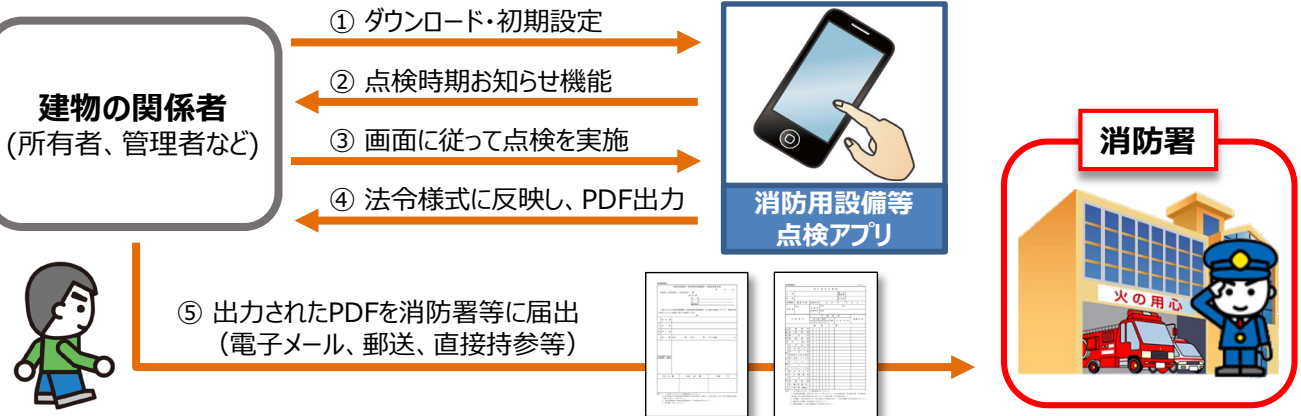 ① ダウンロード・初期設定
② 点検時期お知らせ機能
③ 画面に従って点検を実施
④ 法令様式に反映し、PDF出力
建物の関係者
(所有者、管理者など)
消防用設備等
点検アプリ
消防署
火の用心
⑤ 出力されたPDFを消防署等に届出
(電子メール、郵送、直接持参等)